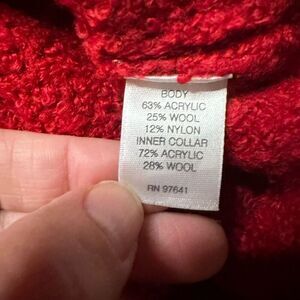 BODY
63% ACRYLIC
25% WOOL
12% NYLON
INNER COLLAR
72% ACRYLIC
28% WOOL
RN 97641